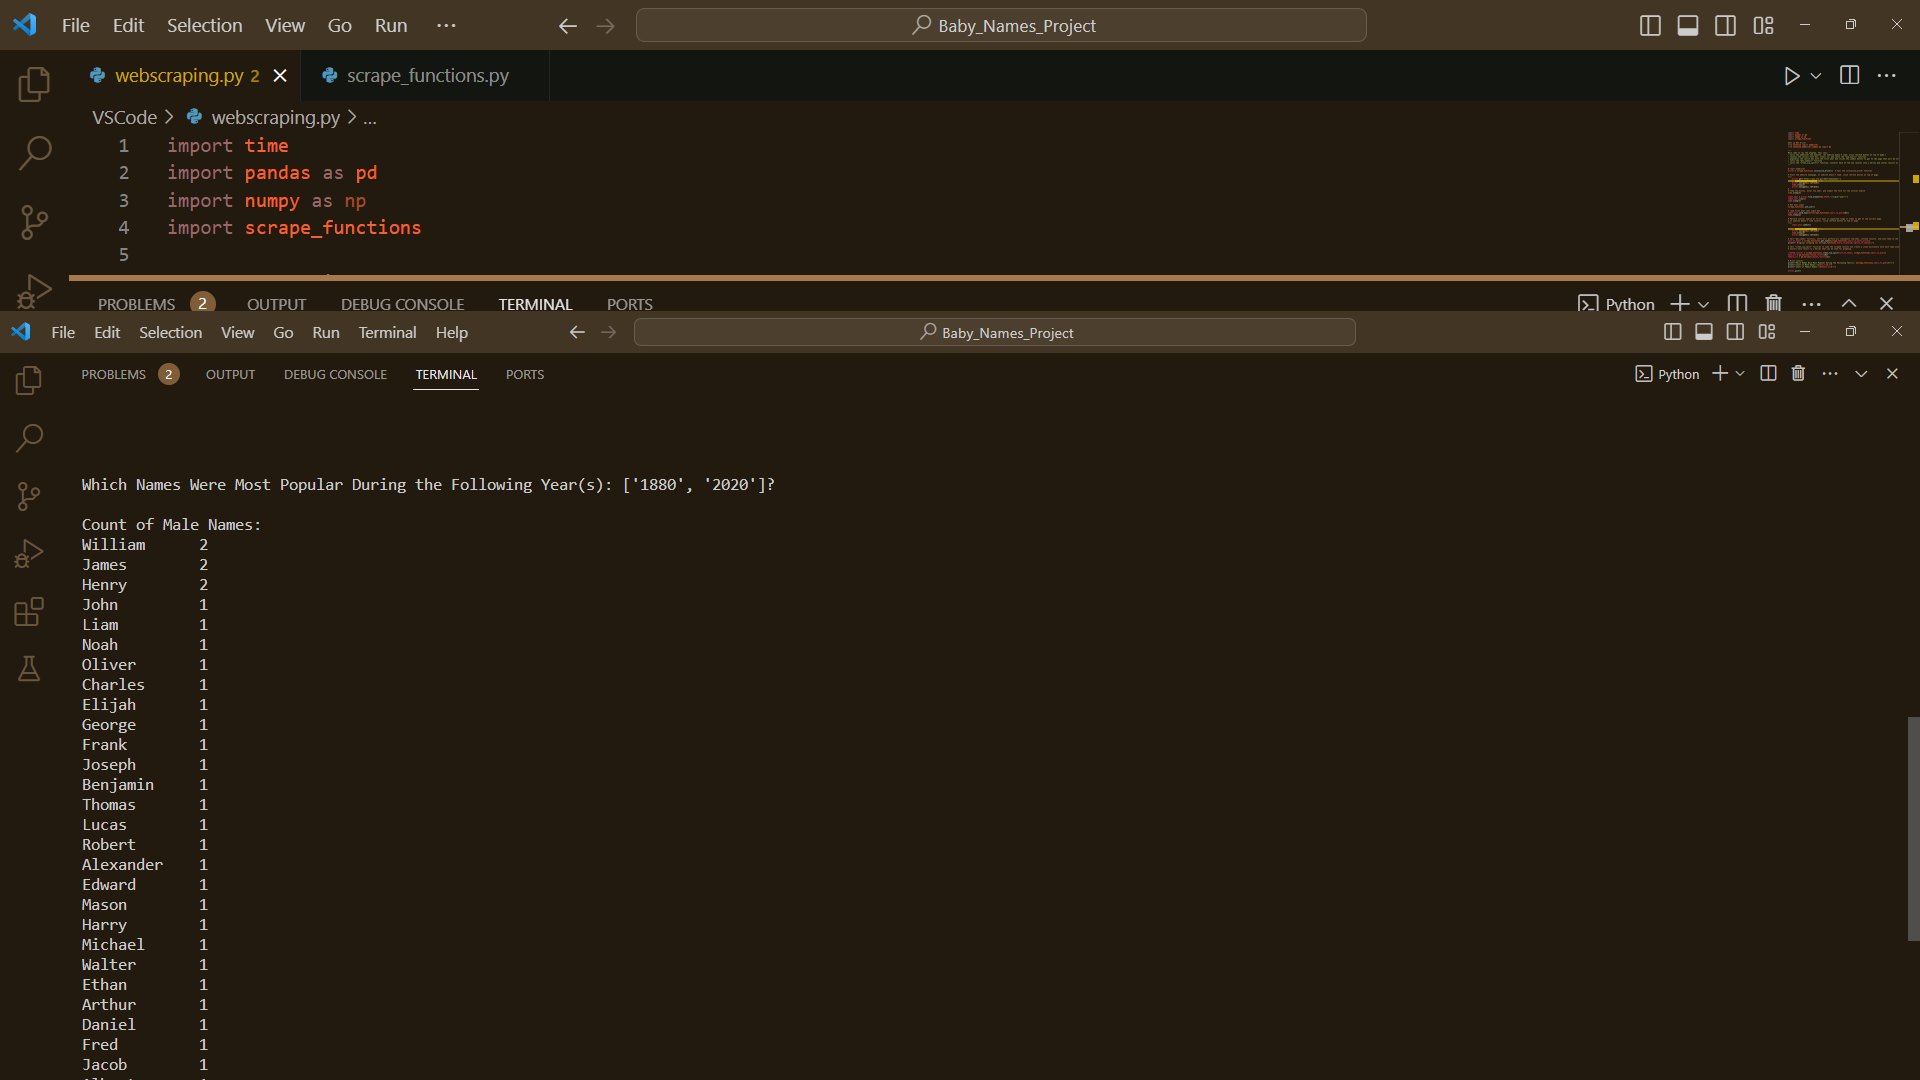 File Edit Selection View Go Run ··· Baby_Names_Project
webscraping.py 2 scrape_functions.py
VSCode > webscraping.py > ...
1 import time
2 import pandas as pd
3 import numpy as np
4 import scrape_functions
5
PROBLEMS 2 OUTPUT DEBUG CONSOLE TERMINAL PORTS Python
File Edit Selection View Go Run Terminal Help Baby_Names_Project
PROBLEMS 2 OUTPUT DEBUG CONSOLE TERMINAL PORTS Python
Which Names Were Most Popular During the Following Year(s): ['1880', '2020']?
Count of Male Names:
William 2
James 2
Henry 2
John 1
Liam 1
Noah 1
Oliver 1
Charles 1
Elijah 1
George 1
Frank 1
Joseph 1
Benjamin 1
Thomas 1
Lucas 1
Robert 1
Alexander 1
Edward 1
Mason 1
Harry 1
Michael 1
Walter 1
Ethan 1
Arthur 1
Daniel 1
Fred 1
Jacob 1